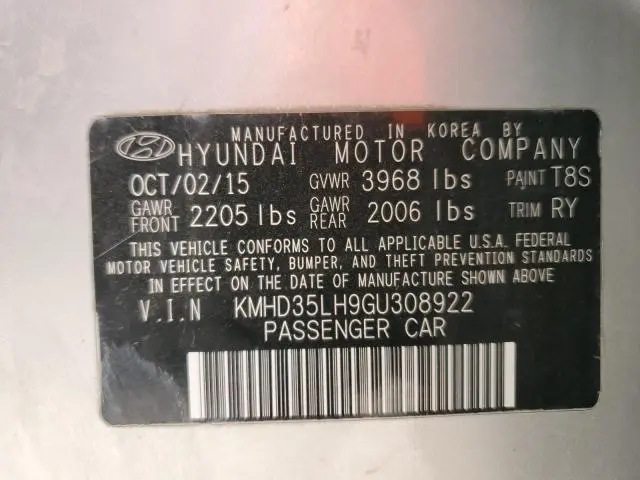 MANUFACTURED IN KOREA BY
HYUNDAI MOTOR COMPANY
OCT/02/15 GVWR 3968 lbs PAINT T8S
GAWR FRONT 2205 lbs GAWR REAR 2006 lbs TRIM RY
THIS VEHICLE CONFORMS TO ALL APPLICABLE U.S.A. FEDERAL
MOTOR VEHICLE SAFETY, BUMPER, AND THEFT PREVENTION STANDARDS
IN EFFECT ON THE DATE OF MANUFACTURE SHOWN ABOVE.
V.I.N KMHD35LH9GU308922
PASSENGER CAR